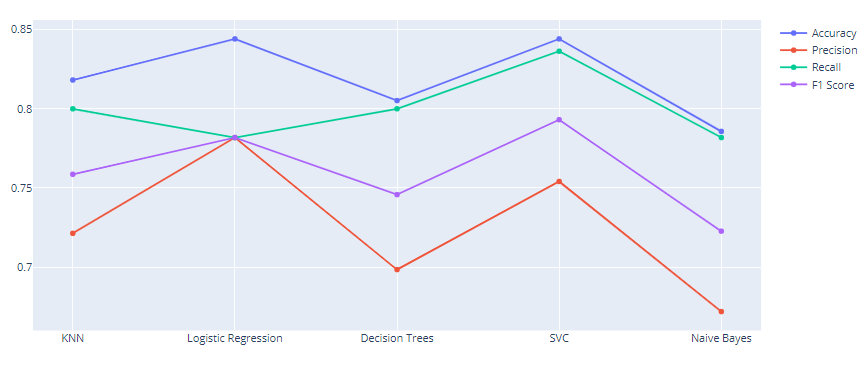 0.85
0.8
0.75
0.7
KNN
Logistic Regression
Decision Trees
SVC
Naive Bayes
Accuracy
Precision
Recall
F1 Score